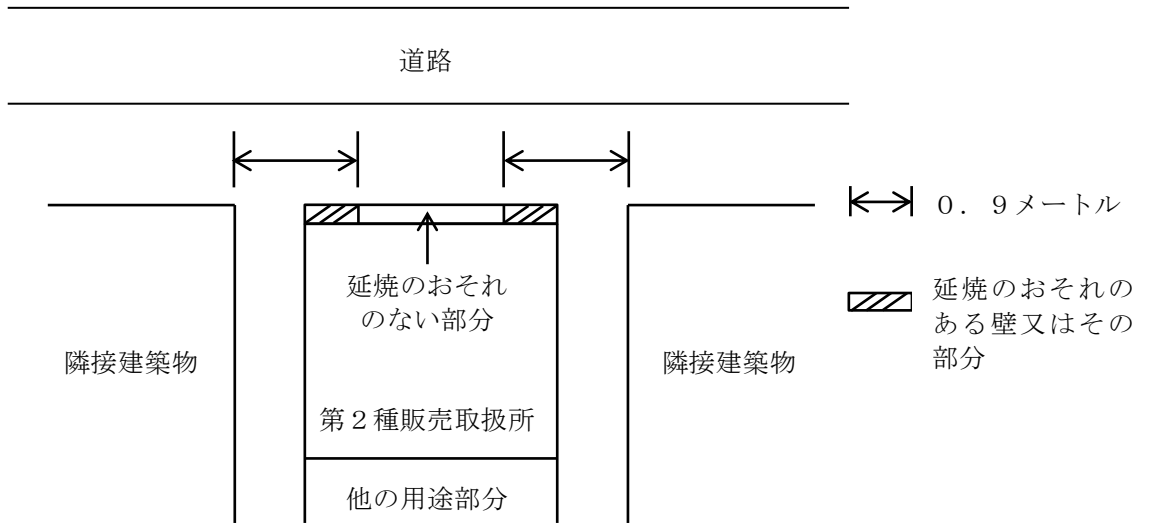 道路
０．９メートル
延焼のおそれ
のない部分
延焼のおそれの
ある壁又はその
部分
隣接建築物
隣接建築物
第２種販売取扱所
他の用途部分